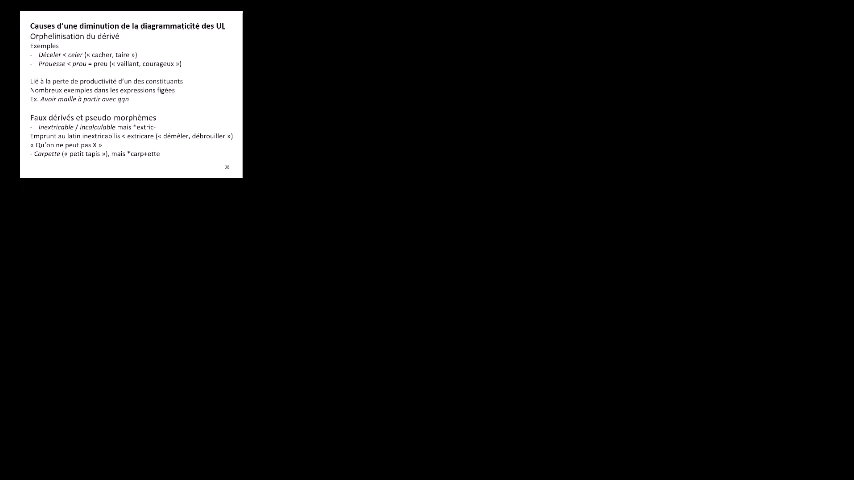 Causes d'une diminution de la diagrammaticité des UL
Orphelinisation du dérivé
Exemples
- Déceler < celer (« cacher, taire »)
- Prouesse < prou = preu (« vaillant, courageux »)
Lié à la perte de productivité d'un des constituants
Nombreux exemples dans les expressions figées
Ex. Avoir maille à partir avec qqn
Faux dérivés et pseudo morphèmes
- Inextricable / incalculable mais *extric-
Emprunt au latin inextricabilis < extricare (« démêler, débrouiller »)
« Qu'on ne peut pas X »
- Carpette (« petit tapis »), mais *carp+ette